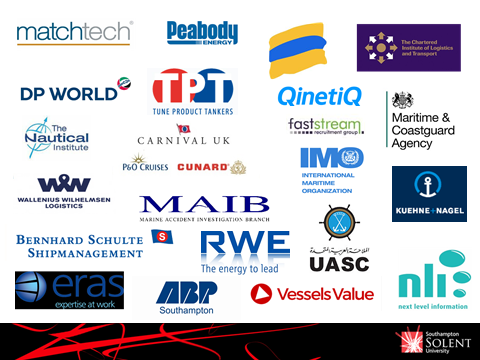 matchtech
Peabody
ENERGY
The Chartered
Institute of Logistics
and Transport
DP WORLD
TPT
TUNE PRODUCT TANKERS
QinetiQ
faststream
recruitment group
Maritime &
Coastguard
Agency
The
Nautical
Institute
CARNIVAL UK
P&O CRUISES
CUNARD
IMO
INTERNATIONAL
MARITIME
ORGANIZATION
WALLENIUS WILHELMSEN
LOGISTICS
MAIB
MARINE ACCIDENT INVESTIGATION BRANCH
KUEHNE+NAGEL
BERNHARD SCHULTE
SHIPMANAGEMENT
S
RWE
The energy to lead
الملاحة العربية المتحدة
UASC
eras
expertise at work
ABP
Southampton
VesselsValue
nli
next level information
Southampton
SOLENT
University